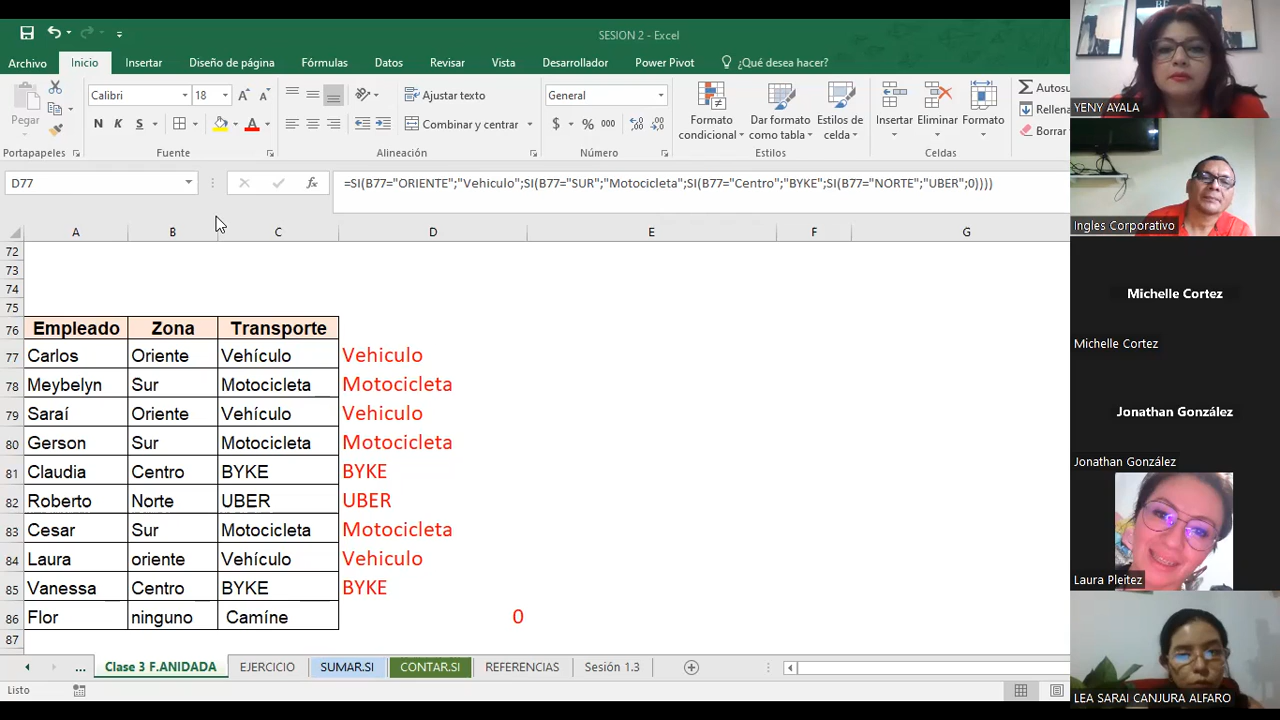 SESION 2 - Excel
Archivo Inicio Insertar Diseño de página Fórmulas Datos Revisar Vista Desarrollador Power Pivot ¿Qué desea hacer?
Pegar
Calibri 18
N K S
Ajustar texto
Combinar y centrar
General
$ % 000
Formato condicional
Dar formato como tabla
Estilos de celda
Insertar Eliminar Formato
Autosu
Rellena
Borrar
Portapapeles Fuente Alineación Número Estilos Celdas
D77 fx =SI(B77="ORIENTE";"Vehiculo";SI(B77="SUR";"Motocicleta";SI(B77="Centro";"BYKE";SI(B77="NORTE";"UBER";0))))
A B C D E F G
72
73
74
75
76 Empleado Zona Transporte
77 Carlos Oriente Vehículo Vehiculo
78 Meybelyn Sur Motocicleta Motocicleta
79 Saraí Oriente Vehículo Vehiculo
80 Gerson Sur Motocicleta Motocicleta
81 Claudia Centro BYKE BYKE
82 Roberto Norte UBER UBER
83 Cesar Sur Motocicleta Motocicleta
84 Laura oriente Vehículo Vehiculo
85 Vanessa Centro BYKE BYKE
86 Flor ninguno Camíne 0
87
... Clase 3 F.ANIDADA EJERCICIO SUMAR.SI CONTAR.SI REFERENCIAS Sesión 1.3
Listo
YENY AYALA
Ingles Corporativo
Michelle Cortez
Michelle Cortez
Jonathan González
Jonathan González
Laura Pleitez
LEA SARAI CANJURA ALFARO